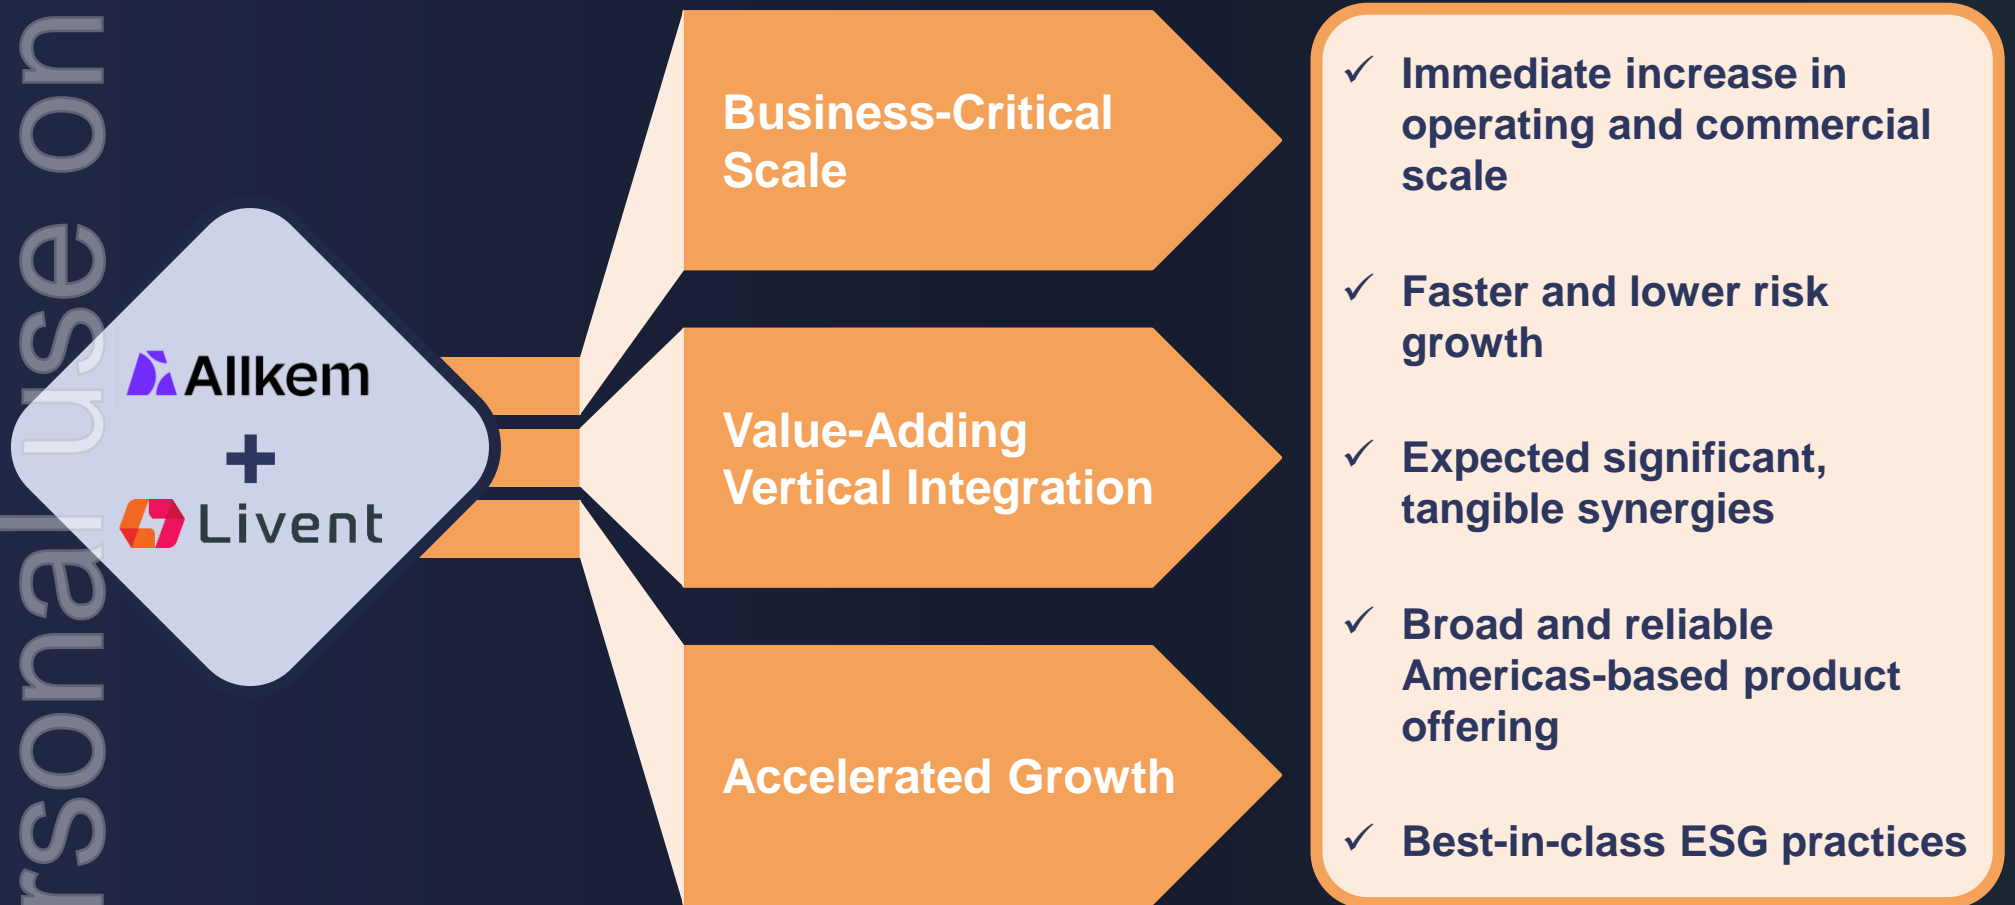 rsonal use on
Allkem
+
Livent
Business-Critical
Scale
Value-Adding
Vertical Integration
Accelerated Growth
✓ Immediate increase in
operating and commercial
scale
✓ Faster and lower risk
growth
✓ Expected significant,
tangible synergies
✓ Broad and reliable
Americas-based product
offering
✓ Best-in-class ESG practices